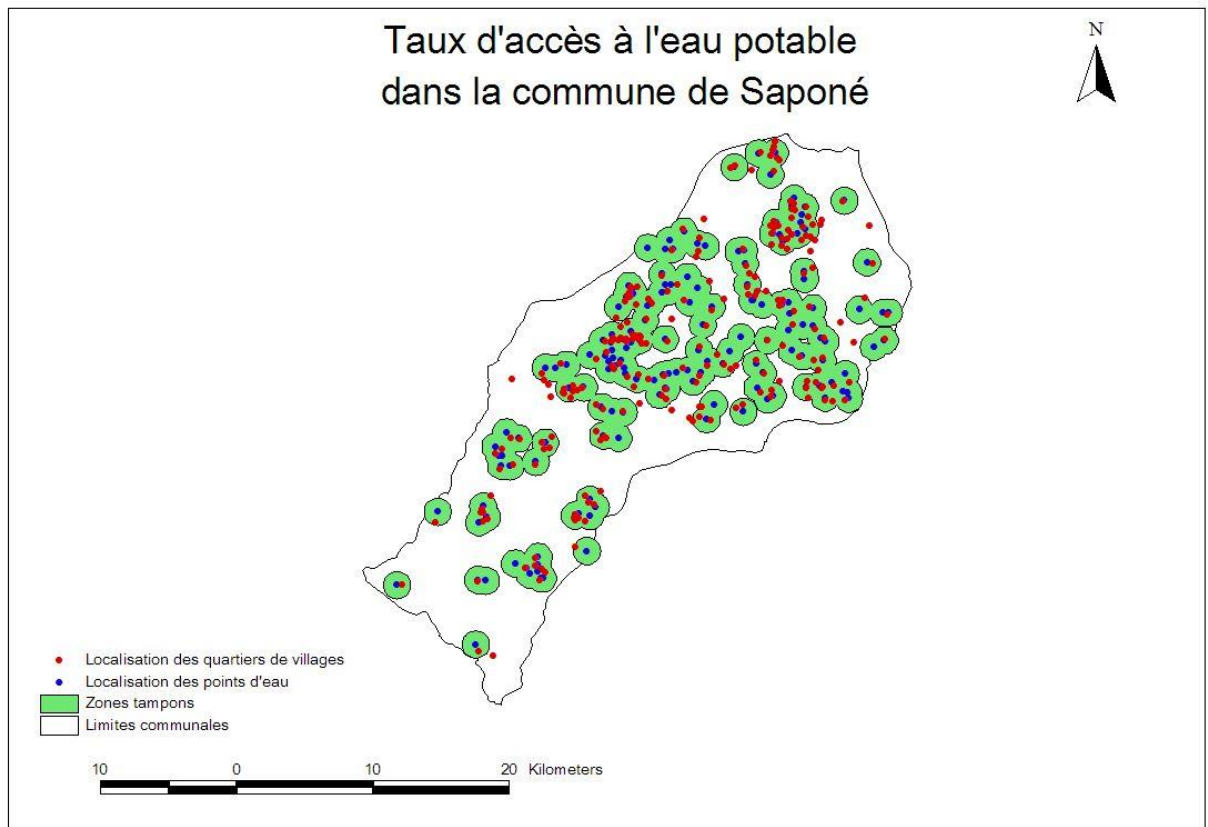 Taux d'accès à l'eau potable
dans la commune de Saponé
N
Localisation des quartiers de villages
Localisation des points d'eau
Zones tampons
Limites communales
10 0 10 20 Kilometers